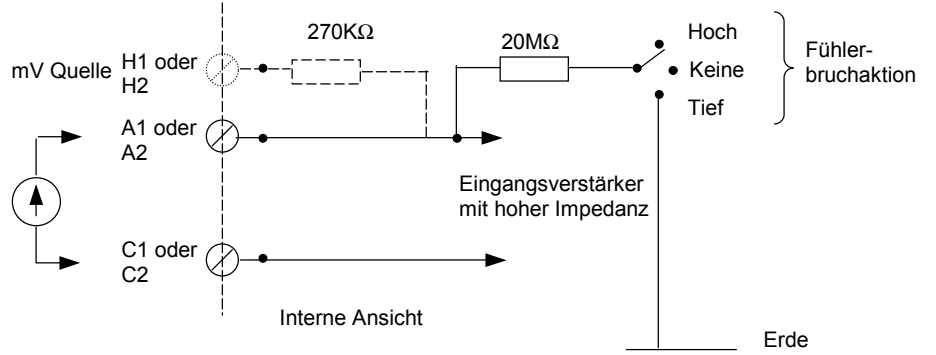 270KΩ
20MΩ
Hoch
Keine
Tief
Fühler-
bruchaktion
mV Quelle
H1 oder
H2
A1 oder
A2
Eingangsverstärker
mit hoher Impedanz
C1 oder
C2
Interne Ansicht
Erde